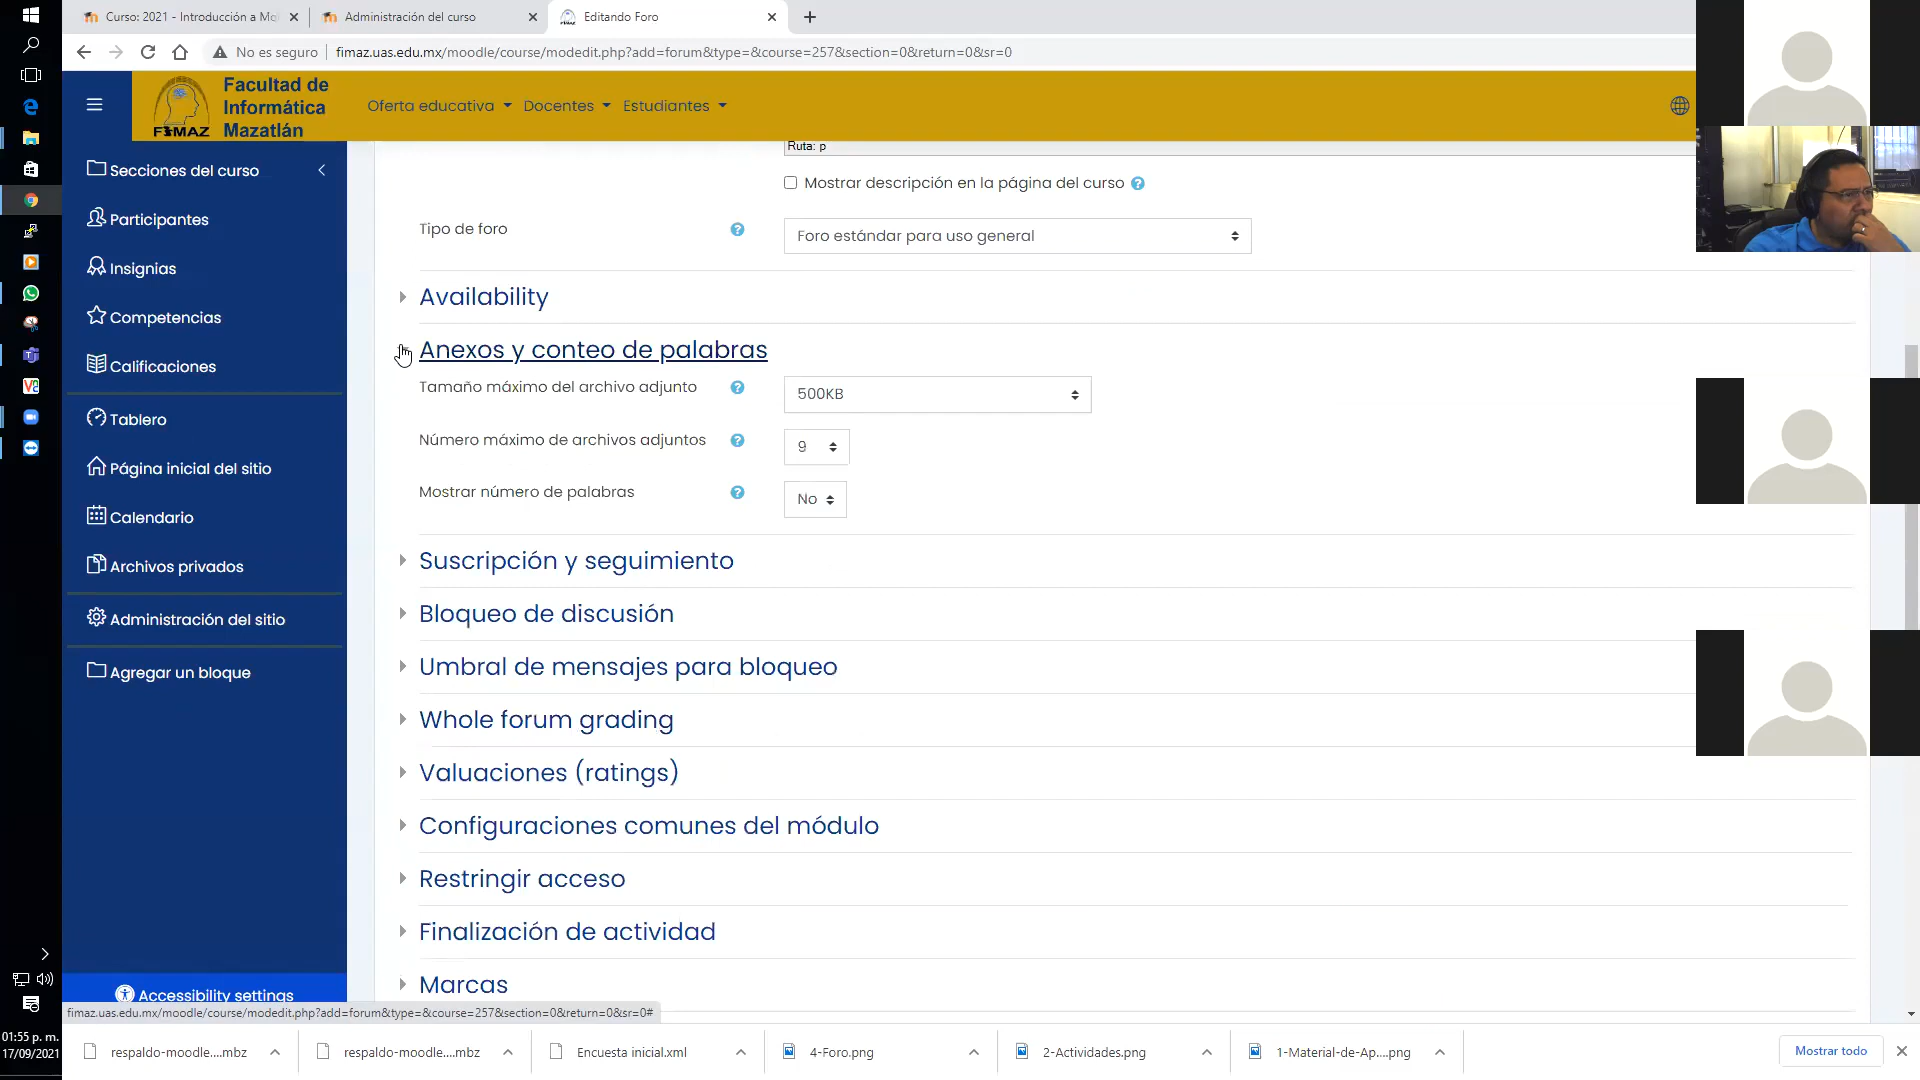 Curso: 2021 - Introducción a Mo
Administración del curso
Editando Foro
No es seguro
fimaz.uas.edu.mx/moodle/course/modedit.php?add=forum&type=&course=257&section=0&return=0&sr=0
Facultad de
Informática
Mazatlán
FIMAZ
Oferta educativa
Docentes
Estudiantes
Secciones del curso
Participantes
Insignias
Competencias
Calificaciones
Tablero
Página inicial del sitio
Calendario
Archivos privados
Administración del sitio
Agregar un bloque
Accessibility settings
Ruta: p
Mostrar descripción en la página del curso
Tipo de foro
Foro estándar para uso general
Availability
Anexos y conteo de palabras
Tamaño máximo del archivo adjunto
500KB
Número máximo de archivos adjuntos
9
Mostrar número de palabras
No
Suscripción y seguimiento
Bloqueo de discusión
Umbral de mensajes para bloqueo
Whole forum grading
Valuaciones (ratings)
Configuraciones comunes del módulo
Restringir acceso
Finalización de actividad
Marcas
fimaz.uas.edu.mx/moodle/course/modedit.php?add=forum&type=&course=257&section=0&return=0&sr=0#
01:55 p. m.
17/09/2021
respaldo-moodle....mbz
respaldo-moodle....mbz
Encuesta inicial.xml
4-Foro.png
2-Actividades.png
1-Material-de-Ap....png
Mostrar todo